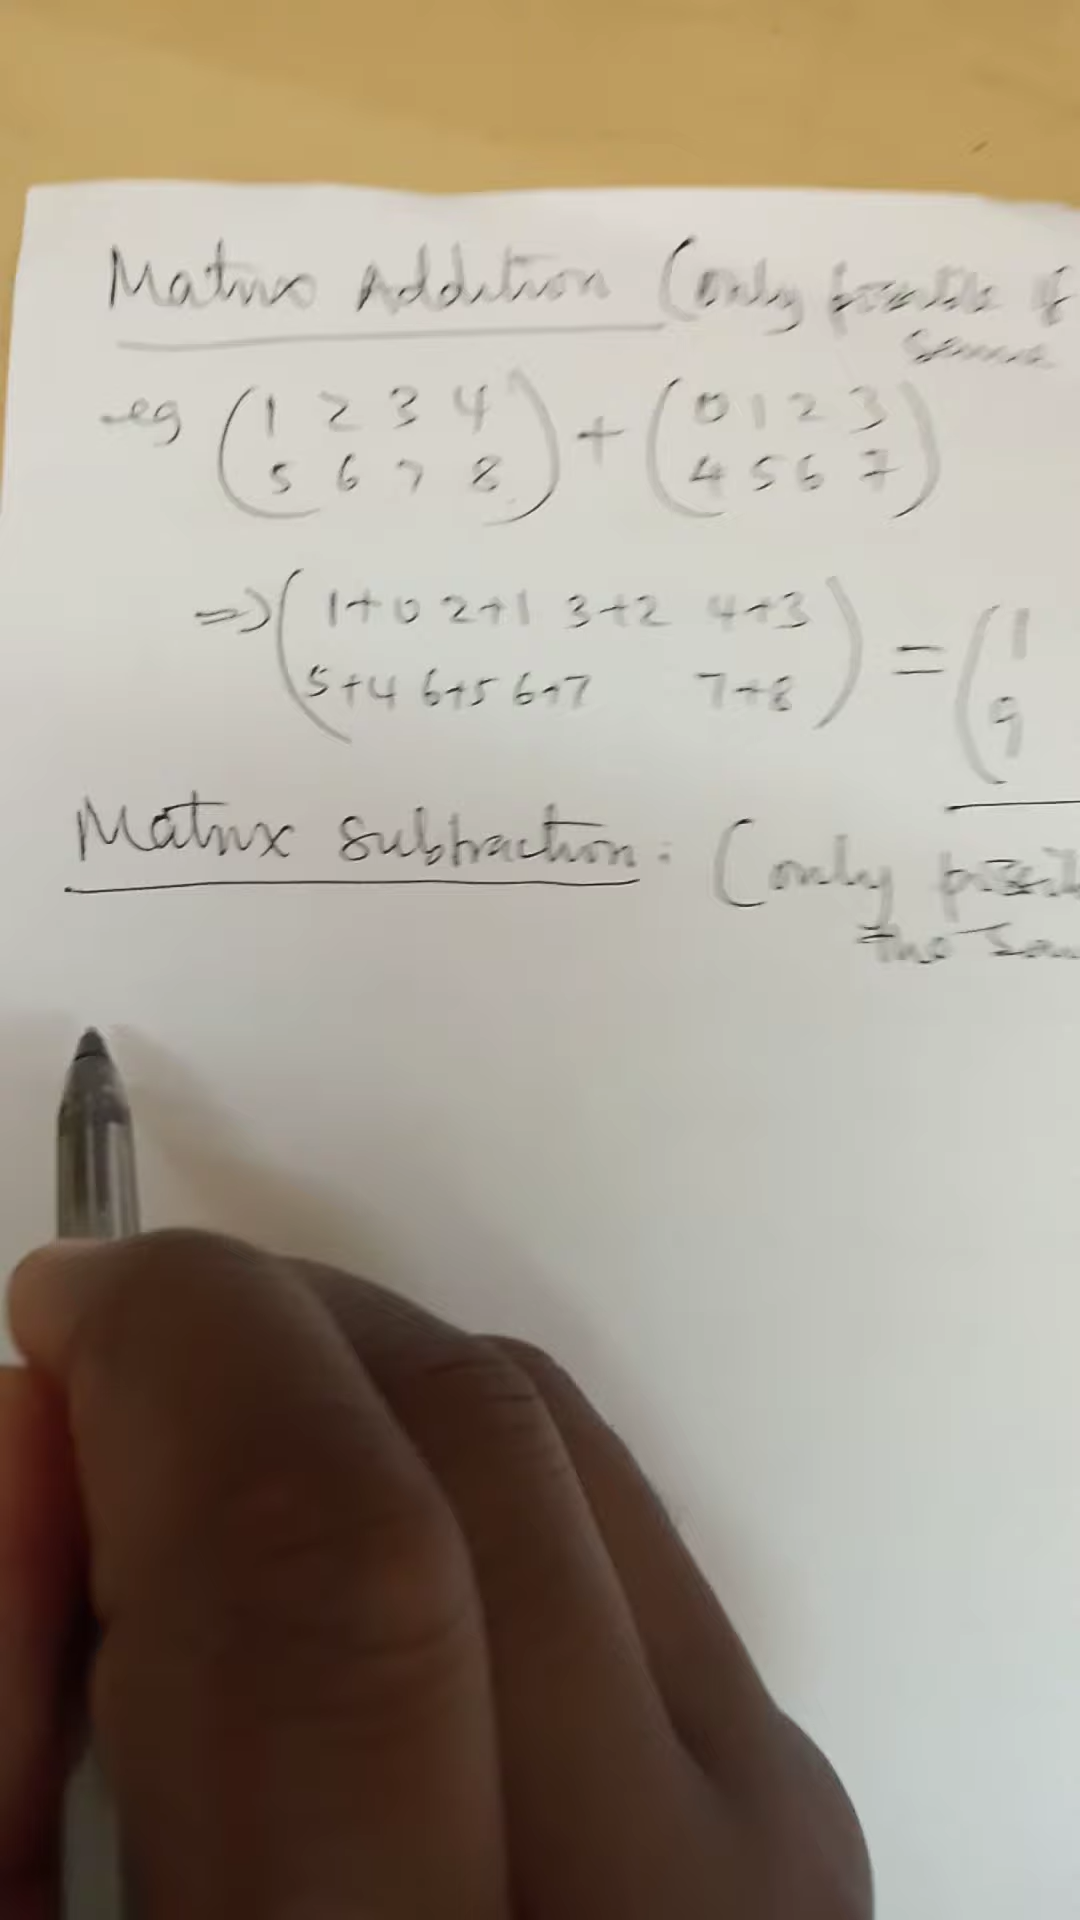 Matrix Addition (only possible if
same
eg (1 2 3 4 + (0 1 2 3)
5 6 7 8) 4 5 6 7)
=> (1+0 2+1 3+2 4+3) = (1
5+4 6+5 6+7 7+8 9
Matrix Subtraction: (only
the